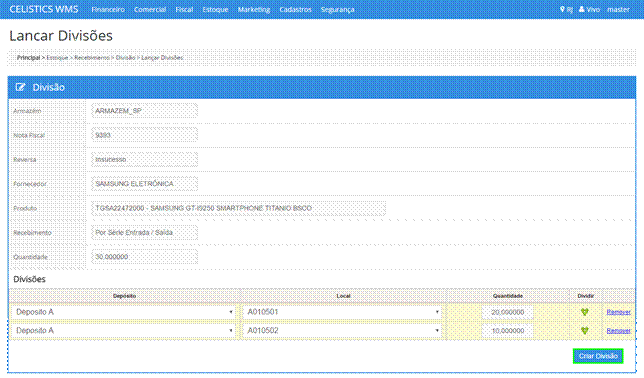 CELISTICS WMS Financeiro Comercial Fiscal Estoque Marketing Cadastros Segurança RJ Vivo master
Lancar Divisões
Principal > Estoque > Recebimento > Divisão > Lançar Divisões
Divisão
Armazém ARMAZEM_SP
Nota Fiscal 9393
Reversa Insucesso
Fornecedor SAMSUNG ELETRÔNICA
Produto TGSA22472000 - SAMSUNG GT-I9250 SMARTPHONE TITANIO BSCO
Recebimento Por Série Entrada / Saída
Quantidade 30,000000
Divisões
Depósito Local Quantidade Dividir
Deposito A A010501 20,000000 Remover
Deposito A A010502 10,000000 Remover
Criar Divisão